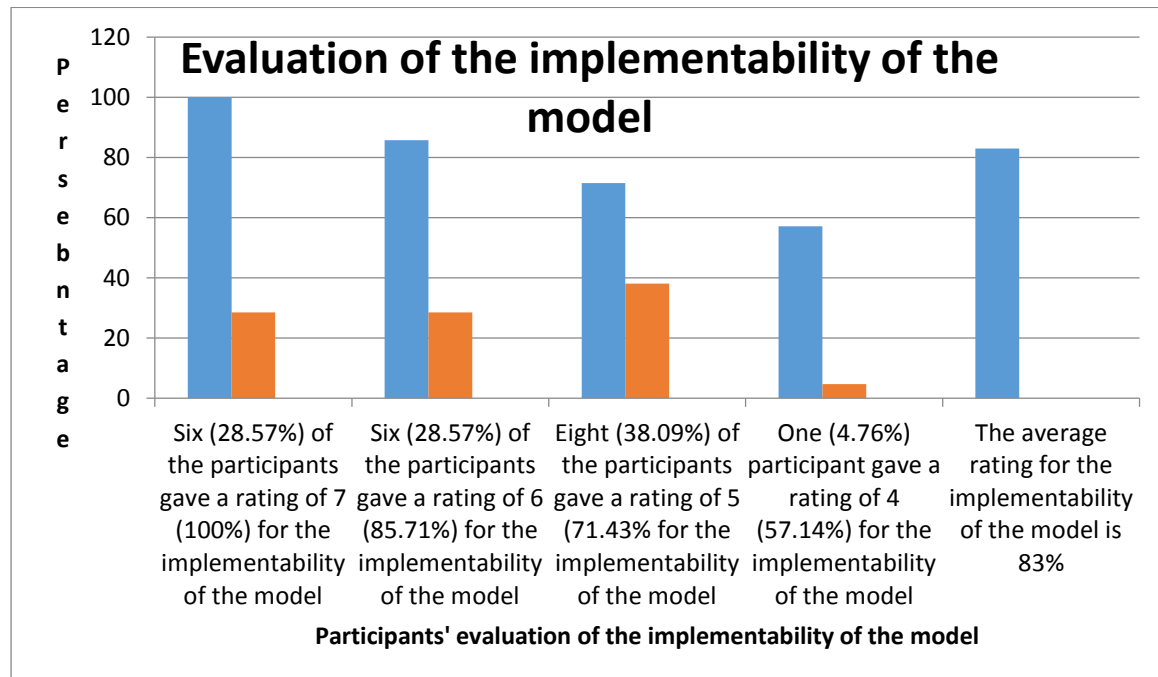 Evaluation of the implementability of the
model
Persebntage
120
100
80
60
40
20
0
Six (28.57%) of
the participants
gave a rating of 7
(100%) for the
implementability
of the model
Six (28.57%) of
the participants
gave a rating of 6
(85.71%) for the
implementability
of the model
Eight (38.09%) of
the participants
gave a rating of 5
(71.43% for the
implementability
of the model
One (4.76%)
participant gave a
rating of 4
(57.14%) for the
implementability
of the model
The average
rating for the
implementability
of the model is
83%
Participants' evaluation of the implementability of the model